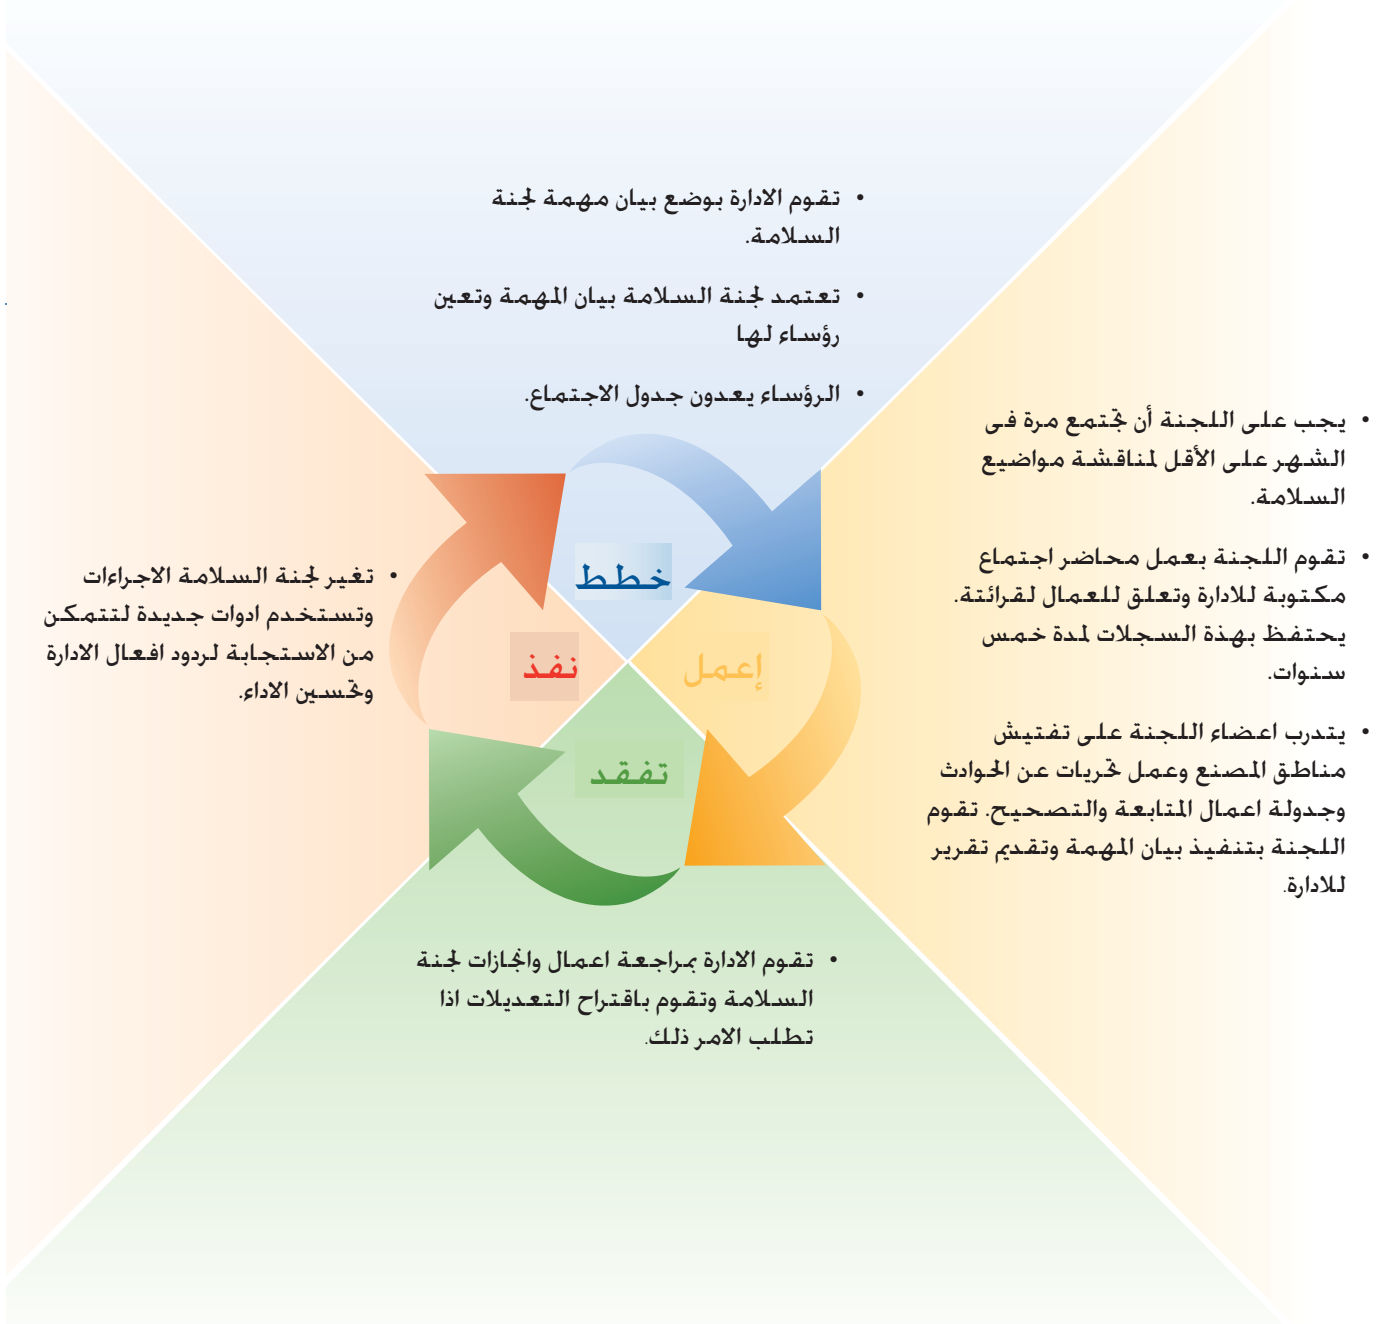 • تقوم الادارة بوضع بيان مهمة لجنة
السلامة.
• تعتمد لجنة السلامة بيان المهمة وتعين
رؤساء لها
• الرؤساء يعدون جدول الاجتماع.
• يجب على اللجنة أن تجتمع مرة فى
الشهر على الأقل لمناقشة مواضيع
السلامة.
• تقوم اللجنة بعمل محاضر اجتماع
مكتوبة للادارة وتعلق للعمال لقرائتة.
يحتفظ بهذة السجلات لمدة خمس
سنوات.
• يتدرب اعضاء اللجنة على تفتيش
مناطق المصنع وعمل تحريات عن الحوادث
وجدولة اعمال المتابعة والتصحيح. تقوم
اللجنة بتنفيذ بيان المهمة وتقديم تقرير
للادارة.
خطط
إعمل
نفذ
تفقد
• تغير لجنة السلامة الاجراءات
وتستخدم ادوات جديدة لتتمكن
من الاستجابة لردود افعال الادارة
وتحسين الاداء.
• تقوم الادارة بمراجعة اعمال وانجازات لجنة
السلامة وتقوم باقتراح التعديلات اذا
تطلب الامر ذلك.